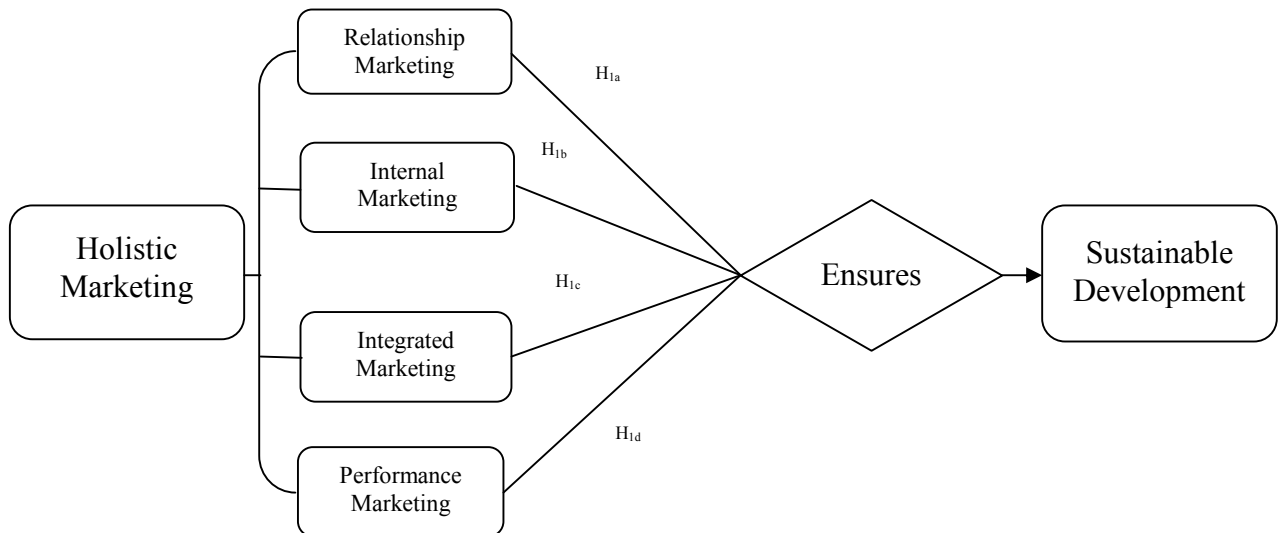 Relationship
Marketing
H1a
Internal
Marketing
H1b
Holistic
Marketing
Ensures
Sustainable
Development
H1c
Integrated
Marketing
H1d
Performance
Marketing